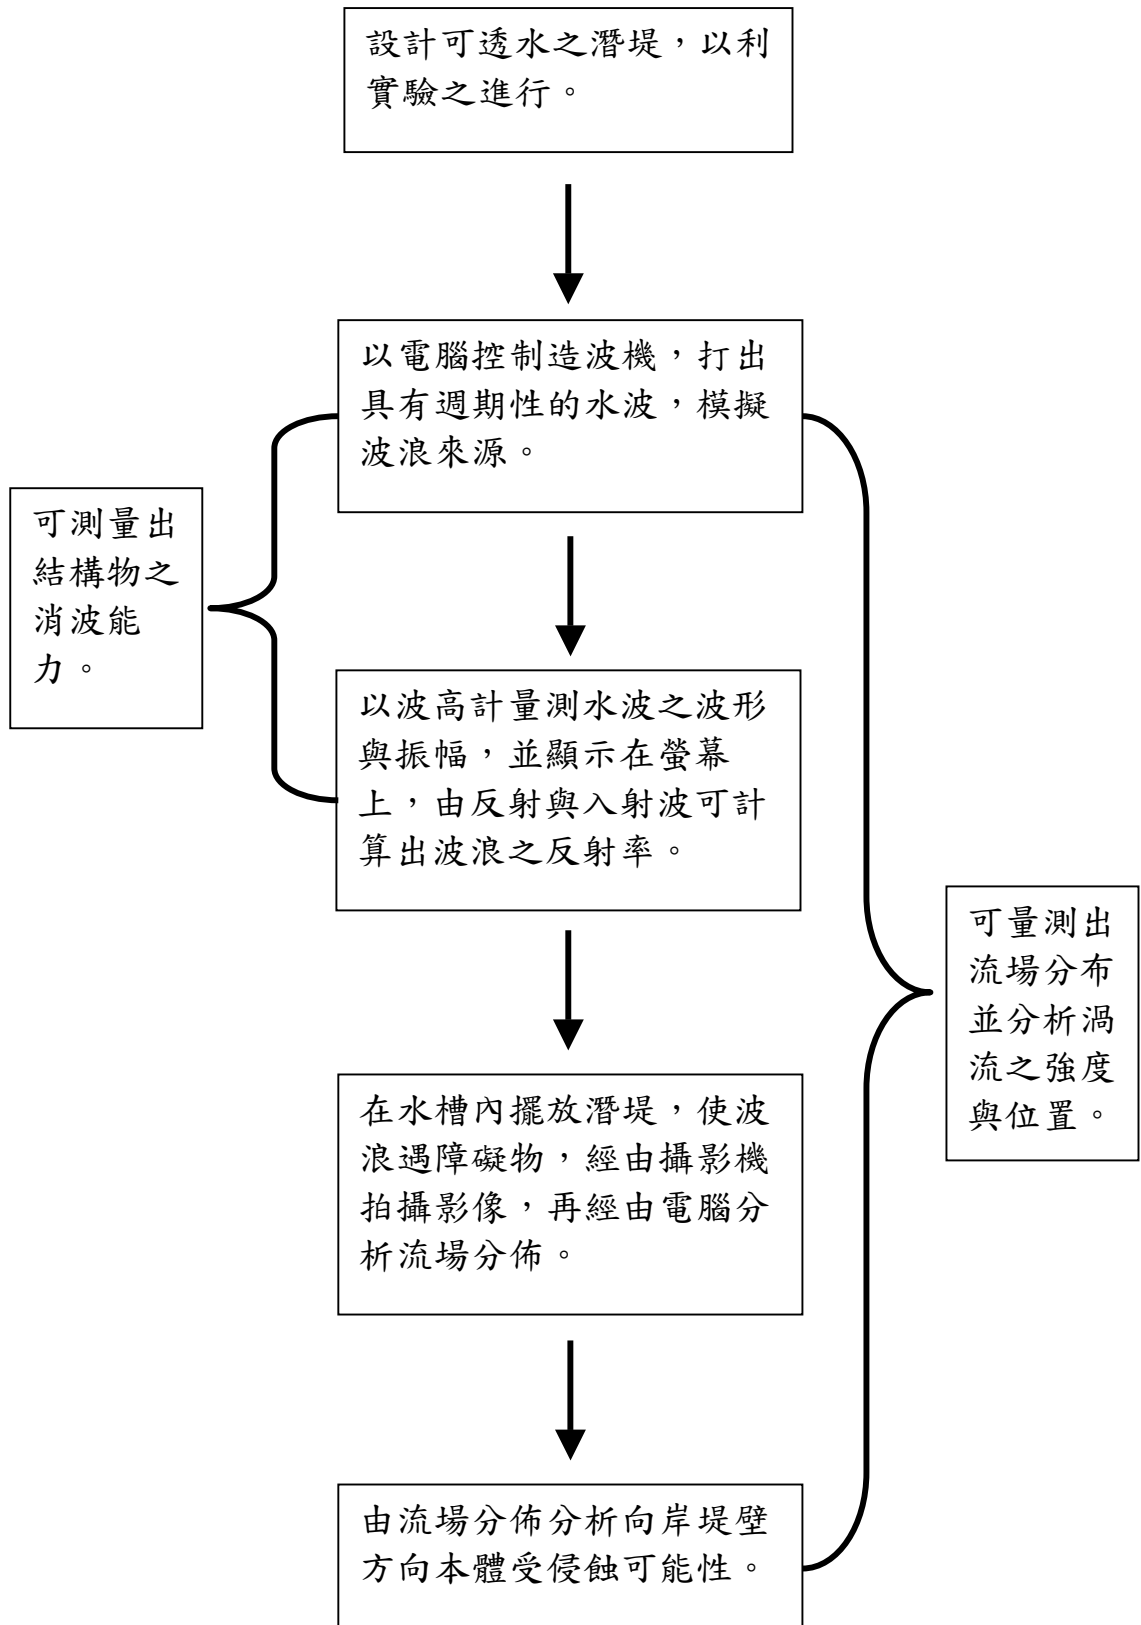 設計可透水之潛堤，以利
實驗之進行。
以電腦控制造波機，打出
具有週期性的水波，模擬
波浪來源。
可測量出
結構物之
消波能
力。
以波高計量測水波之波形
與振幅，並顯示在螢幕
上，由反射與入射波可計
算出波浪之反射率。
可量測出
流場分布
並分析渦
流之強度
與位置。
在水槽內擺放潛堤，使波
浪遇障礙物，經由攝影機
拍攝影像，再經由電腦分
析流場分佈。
由流場分佈分析向岸堤壁
方向本體受侵蝕可能性。